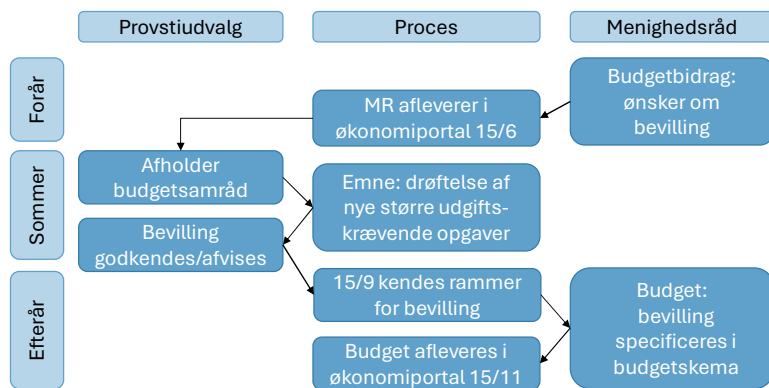 Provstiudvalg
Proces
Menighedsråd
Forår
MR afleverer i
økonomiportal 15/6
Budgetbidrag:
ønsker om
bevilling
Sommer
Afholder
budgetsamråd
Emne: drøftelse af
nye større udgifts-
krævende opgaver
Bevilling
godkendes/afvises
Efterår
15/9 kendes rammer
for bevilling
Budget:
bevilling
specificeres i
budgetskema
Budget afleveres i
økonomiportal 15/11